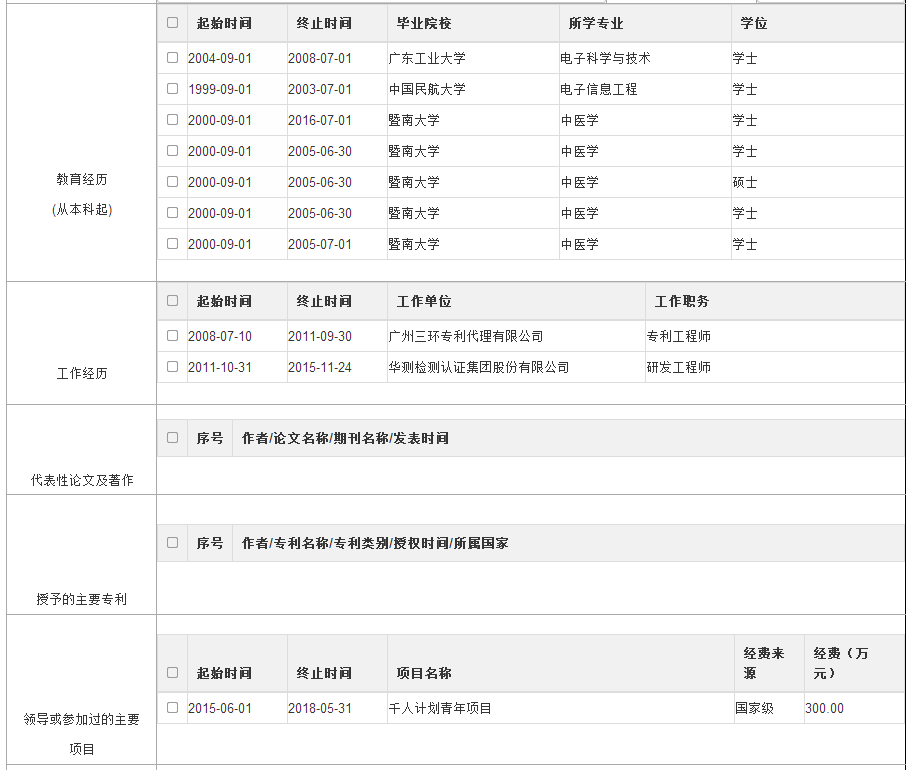 起始时间 终止时间 毕业院校 所学专业 学位
2004-09-01 2008-07-01 广东工业大学 电子科学与技术 学士
1999-09-01 2003-07-01 中国民航大学 电子信息工程 学士
2000-09-01 2016-07-01 暨南大学 中医学 学士
2000-09-01 2005-06-30 暨南大学 中医学 学士
教育经历
2000-09-01 2005-06-30 暨南大学 中医学 硕士
(从本科起)
2000-09-01 2005-06-30 暨南大学 中医学 学士
2000-09-01 2005-07-01 暨南大学 中医学 学士
起始时间 终止时间 工作单位 工作职务
2008-07-10 2011-09-30 广州三环专利代理有限公司 专利工程师
工作经历
2011-10-31 2015-11-24 华测检测认证集团股份有限公司 研发工程师
序号 作者/论文名称/期刊名称/发表时间
代表性论文及著作
序号 作者/专利名称/专利类别/授权时间/所属国家
授予的主要专利
起始时间 终止时间 项目名称 经费来源 经费（万元）
领导或参加过的主要
项目
2015-06-01 2018-05-31 千人计划青年项目 国家级 300.00